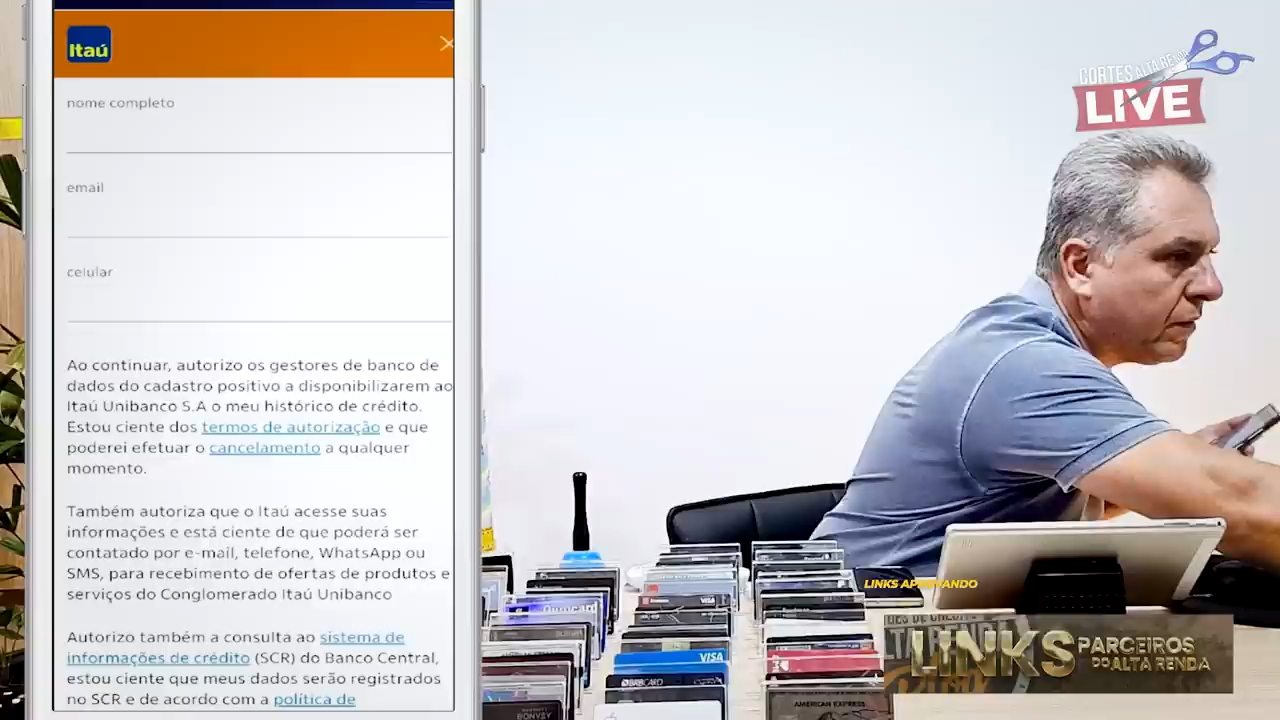 Itaú
nome completo
email
celular
Ao continuar, autorizo os gestores de banco de
dados do cadastro positivo a disponibilizarem ao
Itaú Unibanco S.A o meu histórico de crédito.
Estou ciente dos termos de autorização e que
poderei efetuar o cancelamento a qualquer
momento.
Também autoriza que o Itaú acesse suas
informações e está ciente de que poderá ser
contatado por e-mail, telefone, WhatsApp ou
SMS, para recebimento de ofertas de produtos e
serviços do Conglomerado Itaú Unibanco
Autorizo também a consulta ao sistema de
informações de crédito (SCR) do Banco Central,
estou ciente que meus dados serão registrados
no SCR de acordo com a política de
CORTES ALTA RENDA
LIVE
LINKS APROVANDO
LINKS PARCEIROS
DO ALTA RENDA
VISA
AMERICAN EXPRESS